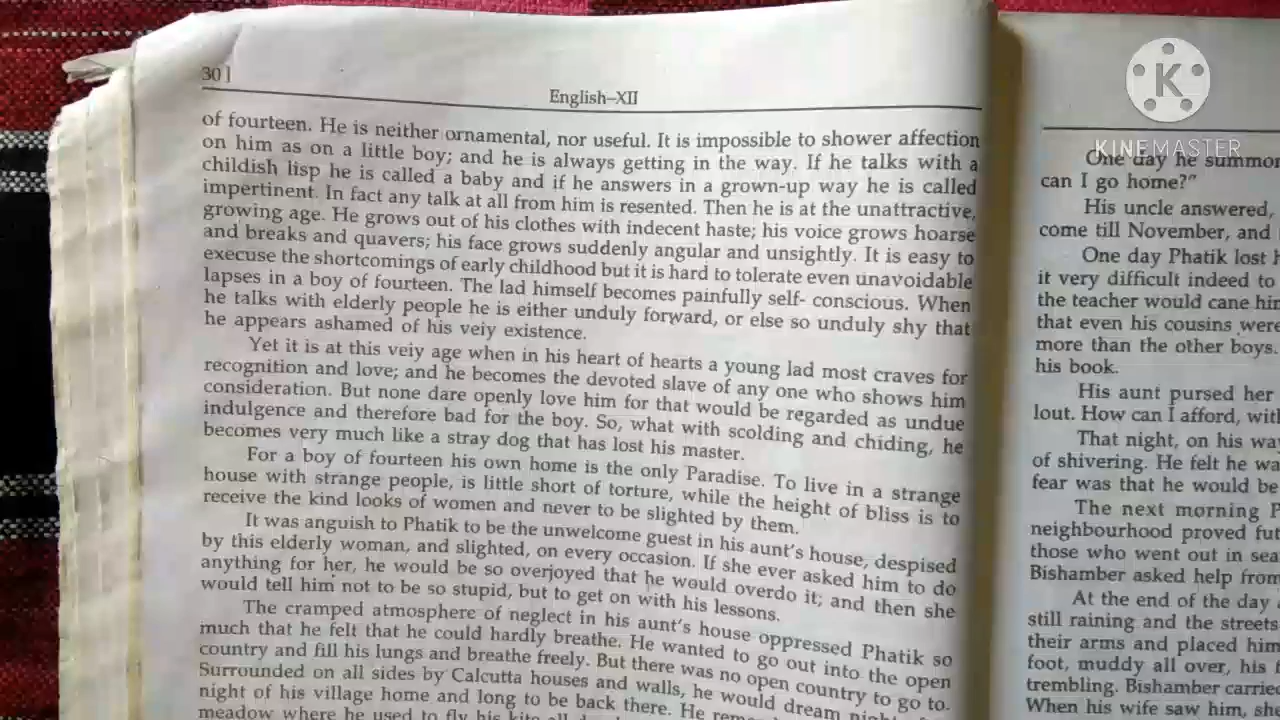 30]
English–XII
of fourteen. He is neither ornamental, nor useful. It is impossible to shower affection
on him as on a little boy; and he is always getting in the way. If he talks with a
childish lisp he is called a baby and if he answers in a grown-up way he is called
impertinent. In fact any talk at all from him is resented. Then he is at the unattractive,
growing age. He grows out of his clothes with indecent haste; his voice grows hoarse
and breaks and quavers; his face grows suddenly angular and unsightly. It is easy to
execuse the shortcomings of early childhood but it is hard to tolerate even unavoidable
lapses in a boy of fourteen. The lad himself becomes painfully self- conscious. When
he talks with elderly people he is either unduly forward, or else so unduly shy that
he appears ashamed of his veiy existence.
Yet it is at this veiy age when in his heart of hearts a young lad most craves for
recognition and love; and he becomes the devoted slave of any one who shows him
consideration. But none dare openly love him for that would be regarded as undue
indulgence and therefore bad for the boy. So, what with scolding and chiding, he
becomes very much like a stray dog that has lost his master.
For a boy of fourteen his own home is the only Paradise. To live in a strange
house with strange people, is little short of torture, while the height of bliss is to
receive the kind looks of women and never to be slighted by them.
It was anguish to Phatik to be the unwelcome guest in his aunt's house, despised
by this elderly woman, and slighted, on every occasion. If she ever asked him to do
anything for her, he would be so overjoyed that he would overdo it; and then she
would tell him not to be so stupid, but to get on with his lessons.
The cramped atmosphere of neglect in his aunt's house oppressed Phatik so
much that he felt that he could hardly breathe. He wanted to go out into the open
country and fill his lungs and breathe freely. But there was no open country to go to.
Surrounded on all sides by Calcutta houses and walls, he would dream night
night of his village home and long to be back there. He
meadow where he used to fly his kite all
K
KINEMASTER
One day he summon
can I go home?"
His uncle answered,
come till November, and
One day Phatik lost
it very difficult indeed to
the teacher would cane him
that even his cousins were
more than the other boys.
his book.
His aunt pursed her
lout. How can I afford, with
That night, on his way
of shivering. He felt he wa
fear was that he would be
The next morning P
neighbourhood proved fut
those who went out in sea
Bishamber asked help from
At the end of the day
still raining and the streets
their arms and placed him
foot, muddy all over, his
trembling. Bishamber carried
When his wife saw him, she